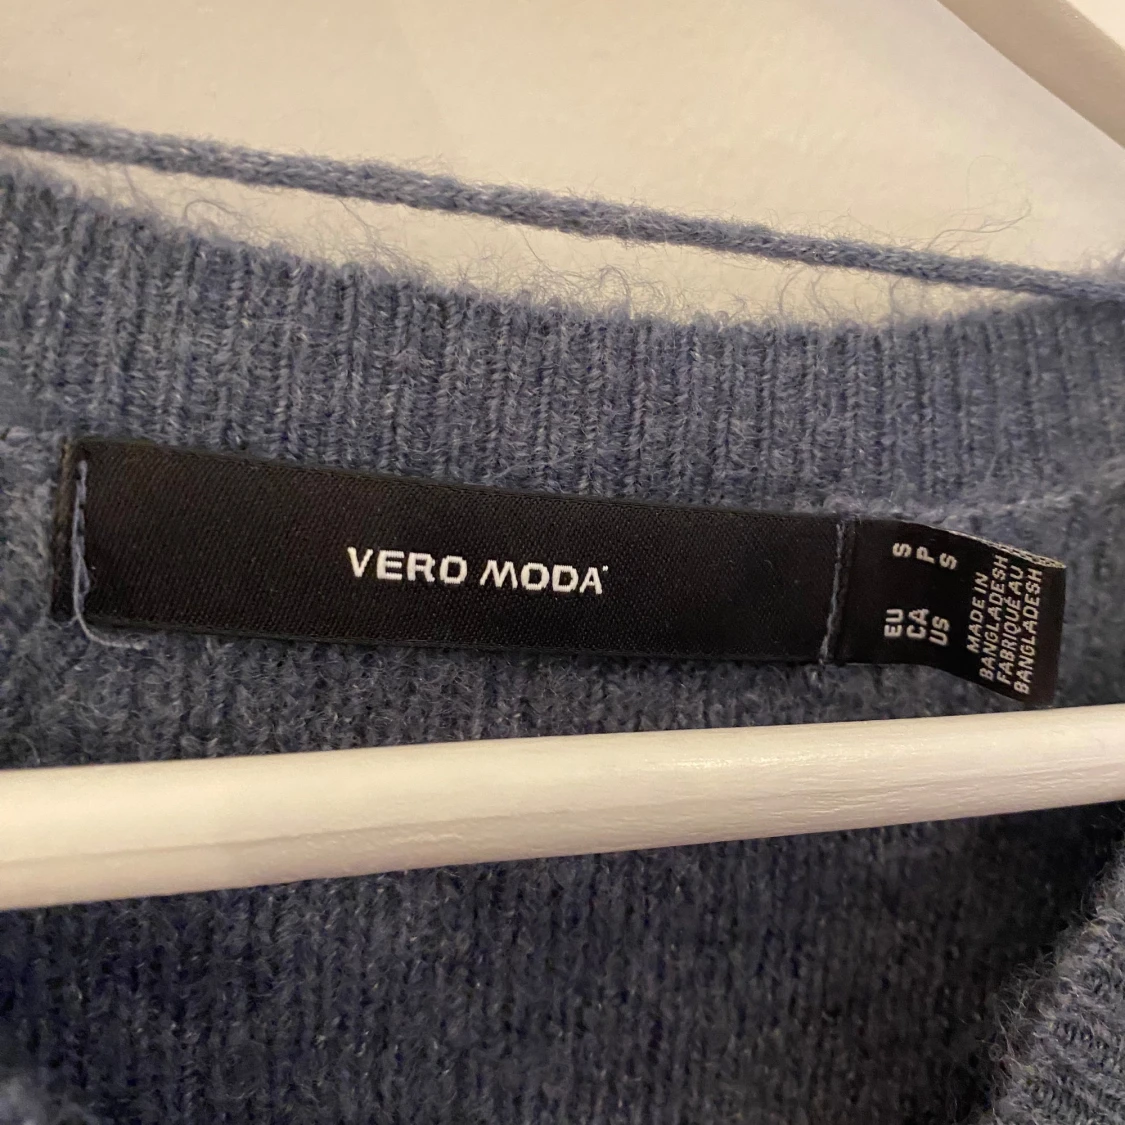 VERO MODA
EU S
CA P
US S
MADE IN
BANGLADESH
FABRIQUÉ AU
BANGLADESH